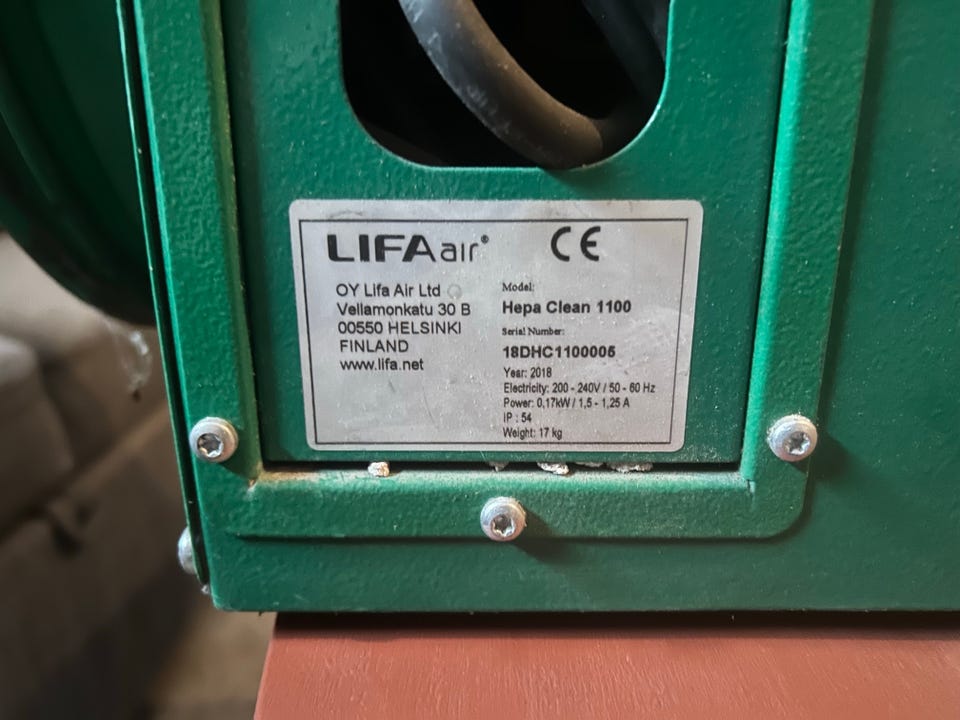 LIFAair®
CE
OY Lifa Air Ltd
Vellamonkatu 30 B
00550 HELSINKI
FINLAND
www.lifa.net
Model:
Hepa Clean 1100
Serial Number:
18DHC1100005
Year: 2018
Electricity: 200 - 240V / 50 - 60 Hz
Power: 0,17kW / 1,5 - 1,25 A
IP : 54
Weight: 17 kg